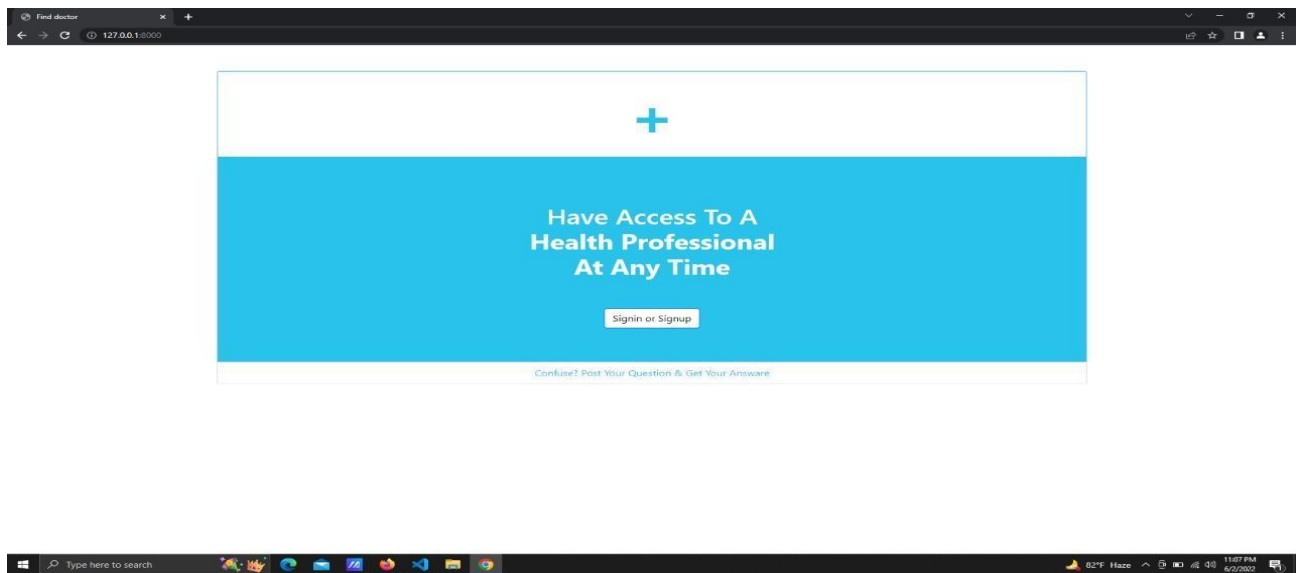 Find doctor
127.0.0.1:8000
Have Access To A
Health Professional
At Any Time
Signin or Signup
Confuse? Post Your Question & Get Your Answare
Type here to search
82°F Haze
11:07 PM
6/2/2022